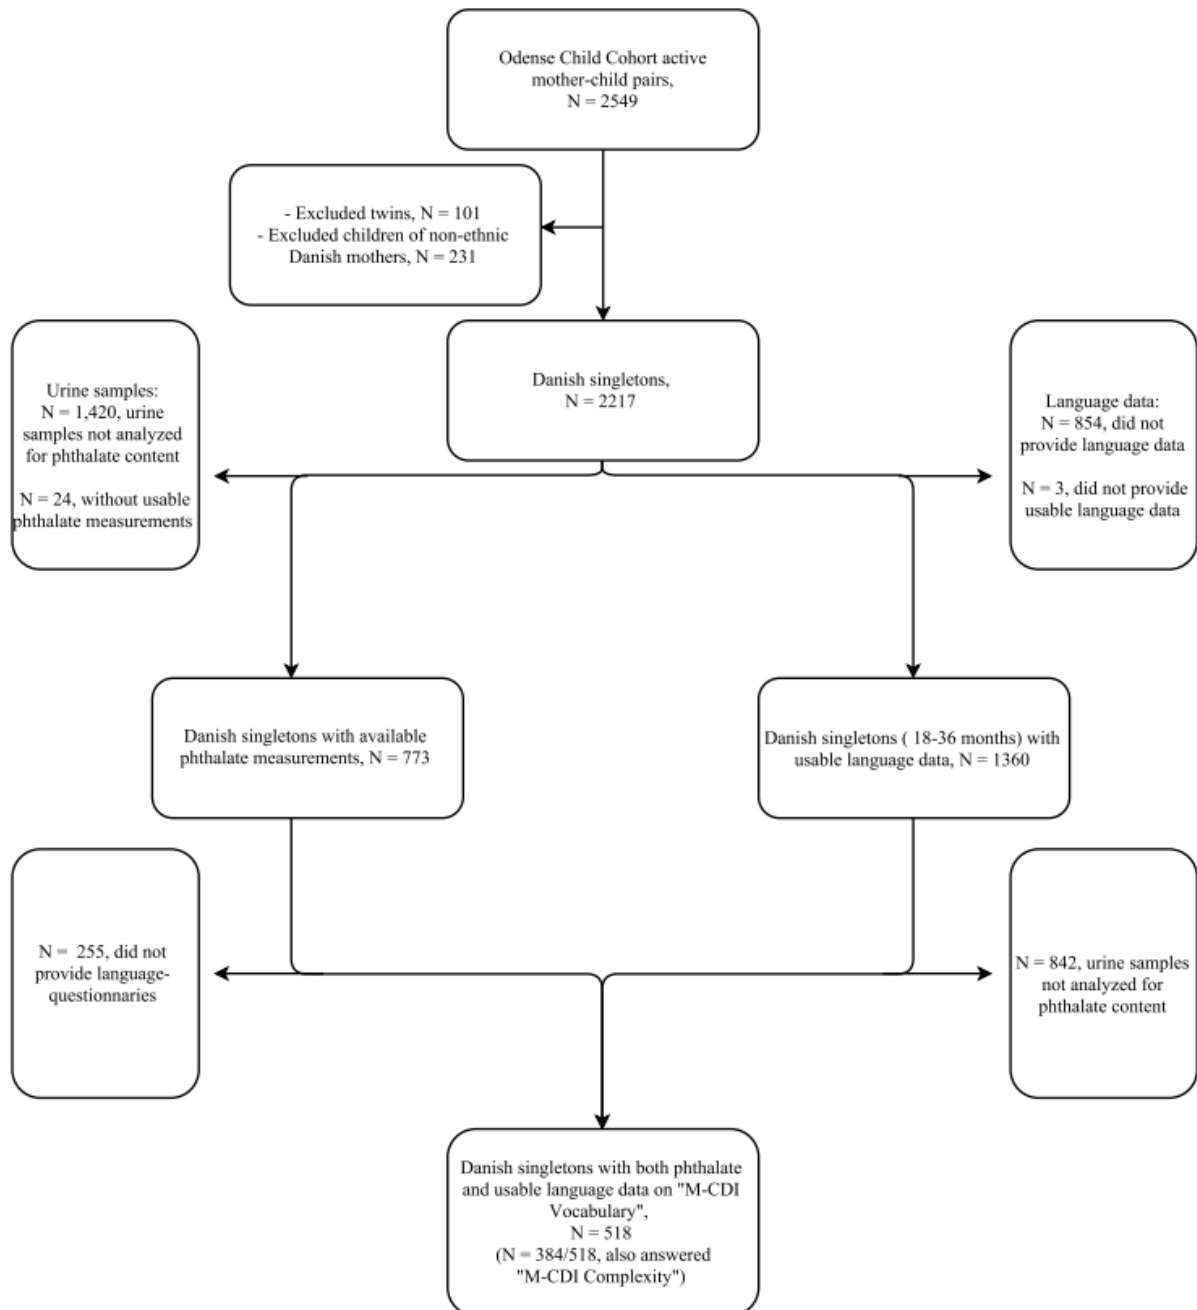 Odense Child Cohort active
mother-child pairs,
N = 2549
- Excluded twins, N = 101
- Excluded children of non-ethnic
Danish mothers, N = 231
Danish singletons,
N = 2217
Urine samples:
N = 1,420, urine
samples not analyzed
for phthalate content
N = 24, without usable
phthalate measurements
Language data:
N = 854, did not
provide language data
N = 3, did not provide
usable language data
Danish singletons with available
phthalate measurements, N = 773
Danish singletons ( 18-36 months) with
usable language data, N = 1360
N =  255, did not
provide language-
questionnaries
N = 842, urine samples
not analyzed for
phthalate content
Danish singletons with both phthalate
and usable language data on "M-CDI
Vocabulary",
N = 518
(N = 384/518, also answered
"M-CDI Complexity")